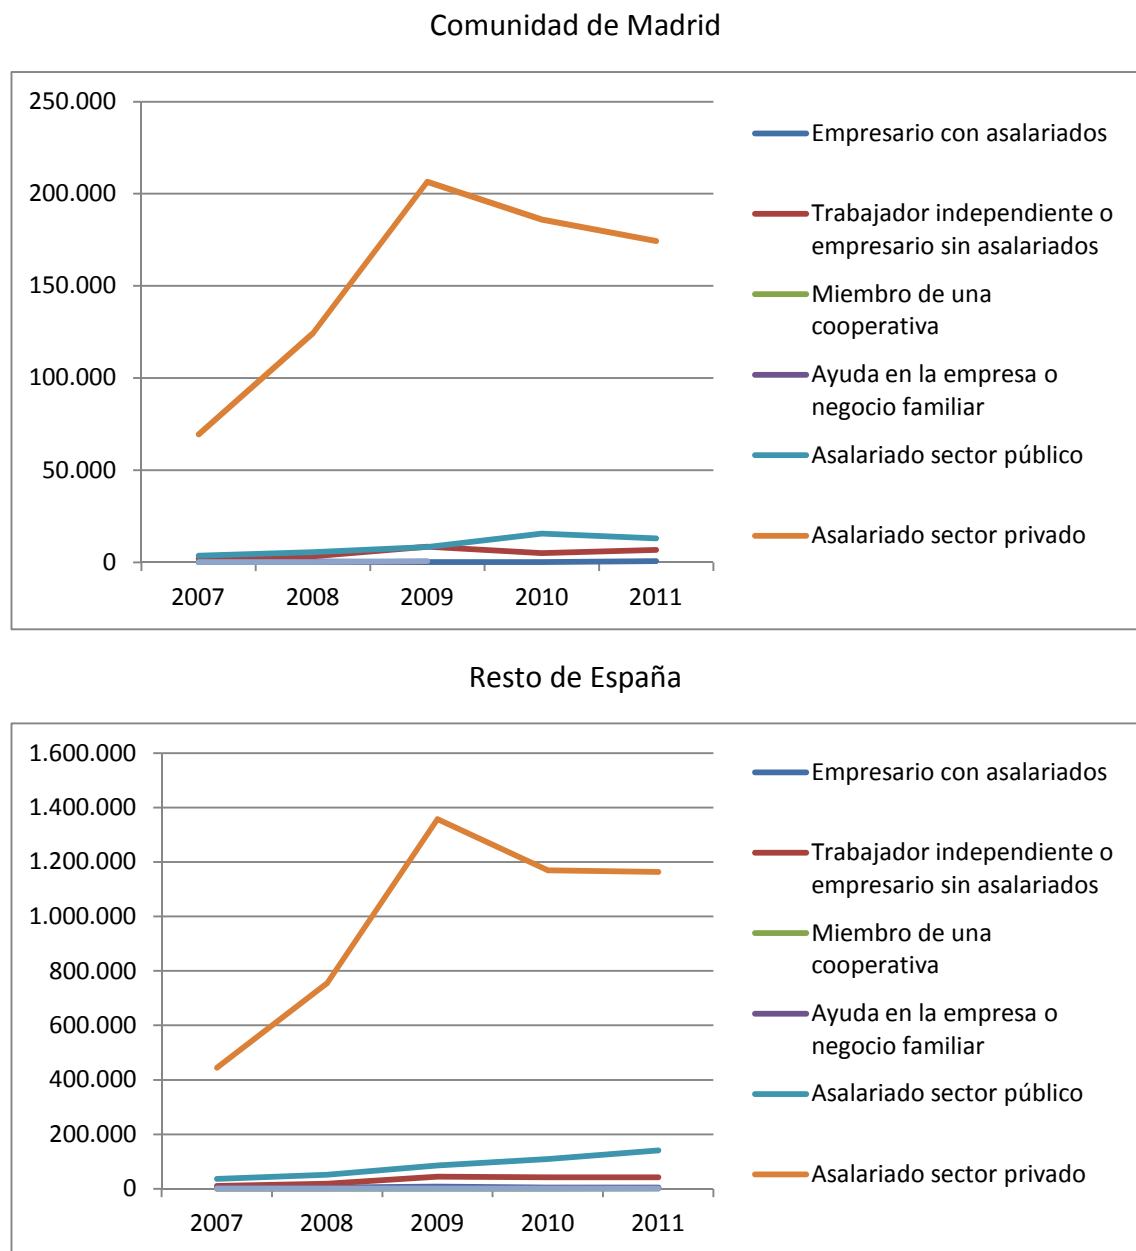 Comunidad de Madrid
250.000
200.000
150.000
100.000
50.000
0
2007 2008 2009 2010 2011
Empresario con asalariados
Trabajador independiente o
empresario sin asalariados
Miembro de una
cooperativa
Ayuda en la empresa o
negocio familiar
Asalariado sector público
Asalariado sector privado
Resto de España
1.600.000
1.400.000
1.200.000
1.000.000
800.000
600.000
400.000
200.000
0
2007 2008 2009 2010 2011
Empresario con asalariados
Trabajador independiente o
empresario sin asalariados
Miembro de una
cooperativa
Ayuda en la empresa o
negocio familiar
Asalariado sector público
Asalariado sector privado